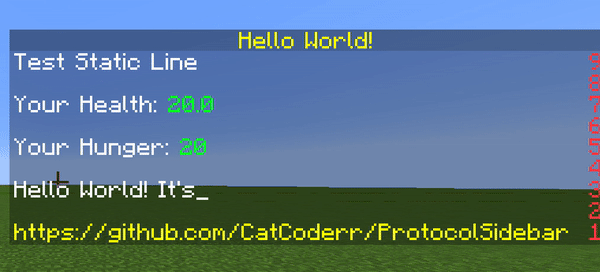 Hello World!
Test Static Line
Your Health: 20.0
Your Hunger: 20
Hello World! It's_
https://github.com/CatCoderr/ProtocolSidebar 1